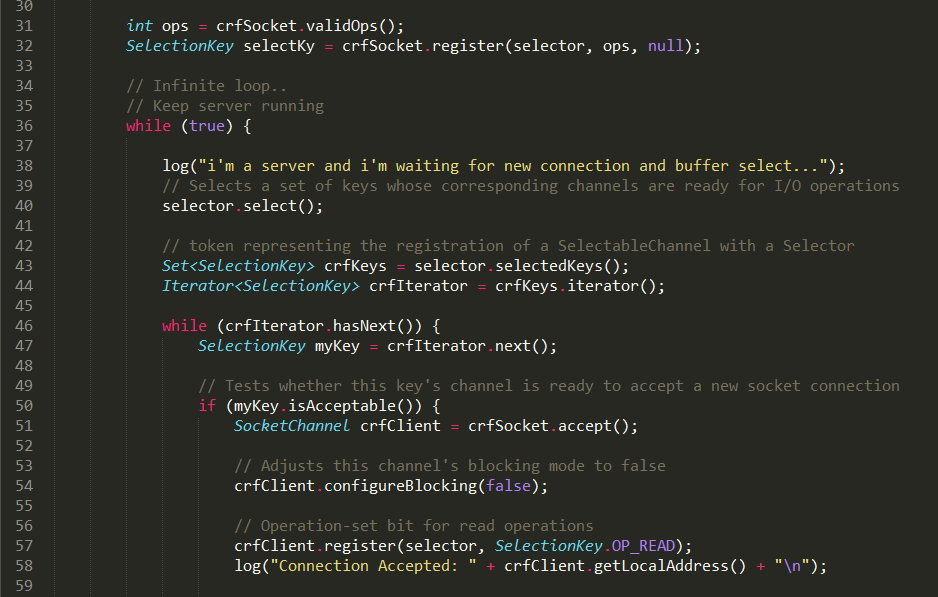 30
31 int ops = crfSocket.validOps();
32 SelectionKey selectKy = crfSocket.register(selector, ops, null);
33
34 // Infinite loop..
35 // Keep server running
36 while (true) {
37
38 log("i'm a server and i'm waiting for new connection and buffer select...");
39 // Selects a set of keys whose corresponding channels are ready for I/O operations
40 selector.select();
41
42 // token representing the registration of a SelectableChannel with a Selector
43 Set<SelectionKey> crfKeys = selector.selectedKeys();
44 Iterator<SelectionKey> crfIterator = crfKeys.iterator();
45
46 while (crfIterator.hasNext()) {
47 SelectionKey myKey = crfIterator.next();
48
49 // Tests whether this key's channel is ready to accept a new socket connection
50 if (myKey.isAcceptable()) {
51 SocketChannel crfClient = crfSocket.accept();
52
53 // Adjusts this channel's blocking mode to false
54 crfClient.configureBlocking(false);
55
56 // Operation-set bit for read operations
57 crfClient.register(selector, SelectionKey.OP_READ);
58 log("Connection Accepted: " + crfClient.getLocalAddress() + "\n");
59